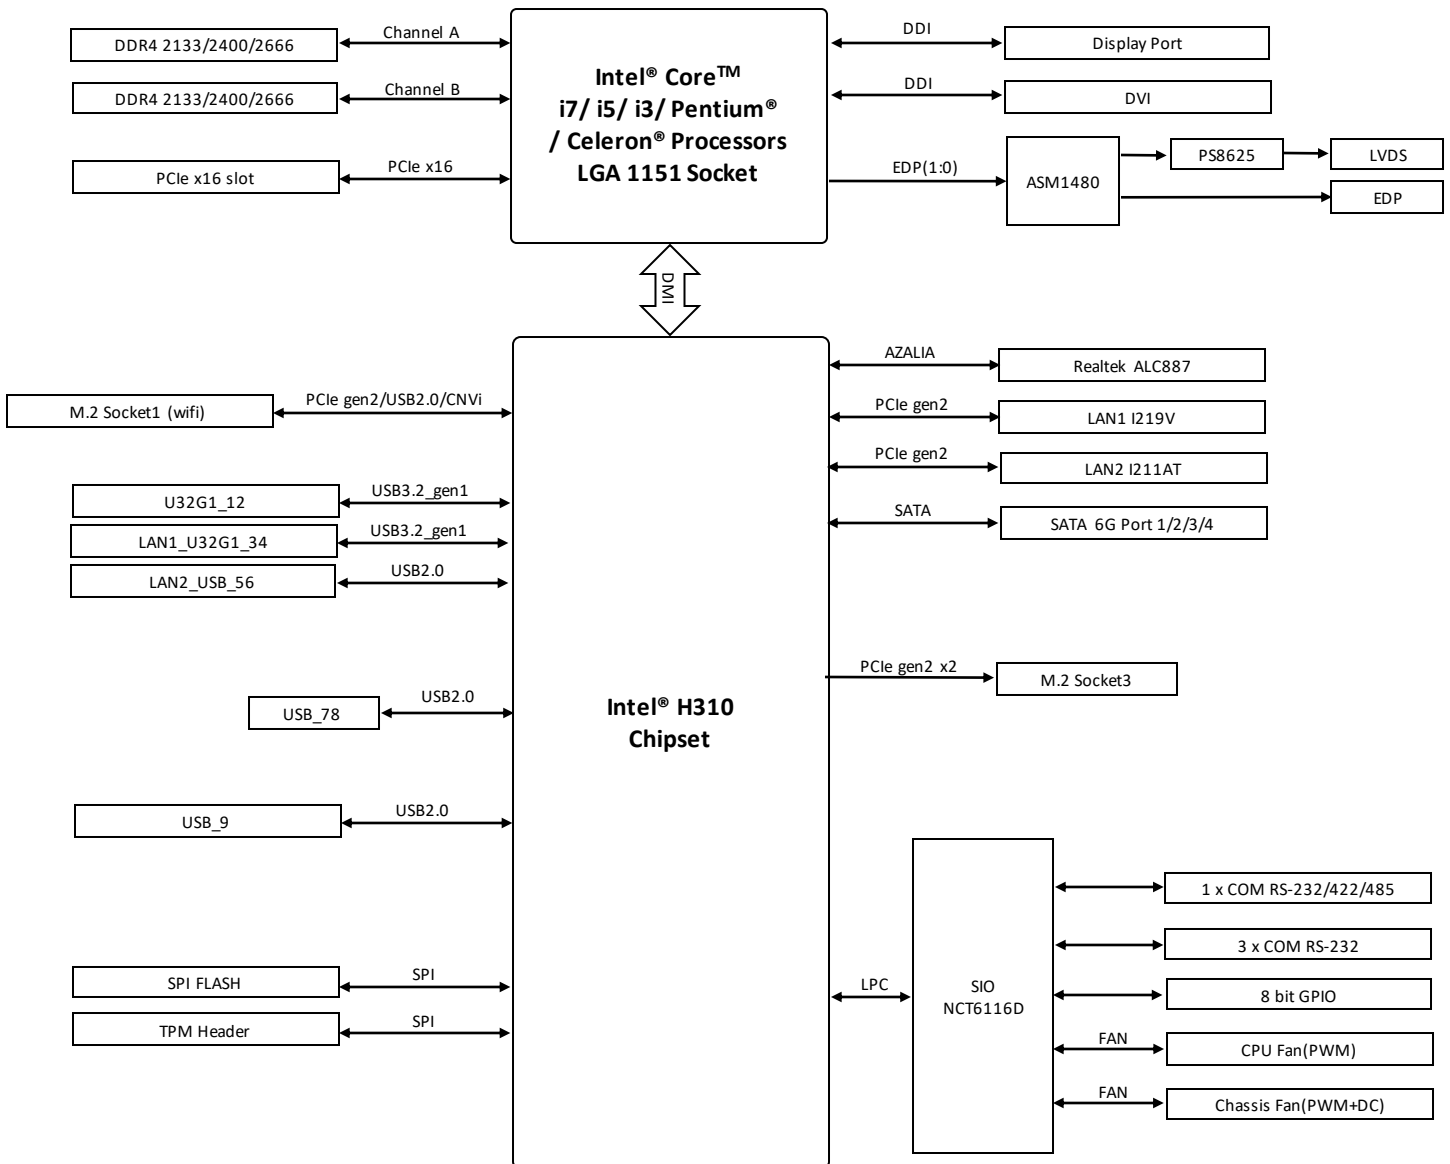 DDR4 2133/2400/2666
Channel A
DDR4 2133/2400/2666
Channel B
PCIe x16 slot
PCIe x16
Intel® Core™
i7/ i5/ i3/ Pentium®
/ Celeron® Processors
LGA 1151 Socket
DDI
Display Port
DDI
DVI
EDP(1:0)
ASM1480
PS8625
LVDS
EDP
DMI
M.2 Socket1 (wifi)
PCIe gen2/USB2.0/CNVi
U32G1_12
USB3.2_gen1
LAN1_U32G1_34
USB3.2_gen1
LAN2_USB_56
USB2.0
USB_78
USB2.0
USB_9
USB2.0
SPI FLASH
SPI
TPM Header
SPI
Intel® H310
Chipset
AZALIA
Realtek ALC887
PCIe gen2
LAN1 I219V
PCIe gen2
LAN2 I211AT
SATA
SATA 6G Port 1/2/3/4
PCIe gen2 x2
M.2 Socket3
LPC
SIO
NCT6116D
1 x COM RS-232/422/485
3 x COM RS-232
8 bit GPIO
FAN
CPU Fan(PWM)
FAN
Chassis Fan(PWM+DC)